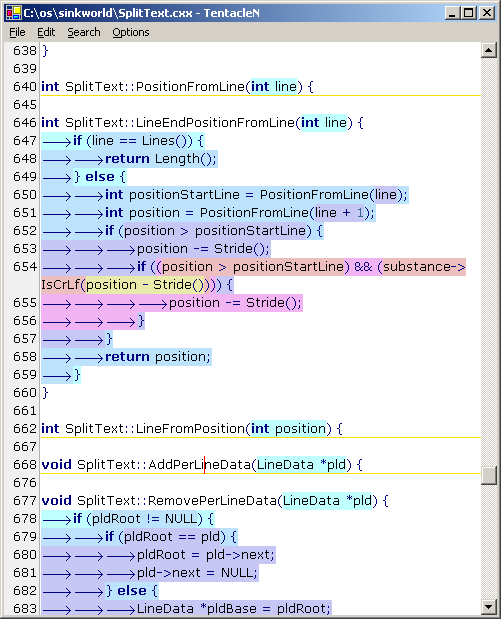 C:\os\sinkworld\SplitText.cxx - TentacleN
File Edit Search Options
638 }
639
640 int SplitText::PositionFromLine(int line) {
645
646 int SplitText::LineEndPositionFromLine(int line) {
647 if (line == Lines()) {
648 return Length();
649 } else {
650 int positionStartLine = PositionFromLine(line);
651 int position = PositionFromLine(line + 1);
652 if (position > positionStartLine) {
653 position -= Stride();
654 if ((position > positionStartLine) && (substance->
IsCrLf(position - Stride()))) {
655 position -= Stride();
656 }
657 }
658 return position;
659 }
660 }
661
662 int SplitText::LineFromPosition(int position) {
667
668 void SplitText::AddPerLineData(LineData *pld) {
676
677 void SplitText::RemovePerLineData(LineData *pld) {
678 if (pldRoot != NULL) {
679 if (pldRoot == pld) {
680 pldRoot = pld->next;
681 pld->next = NULL;
682 } else {
683 LineData *pldBase = pldRoot;